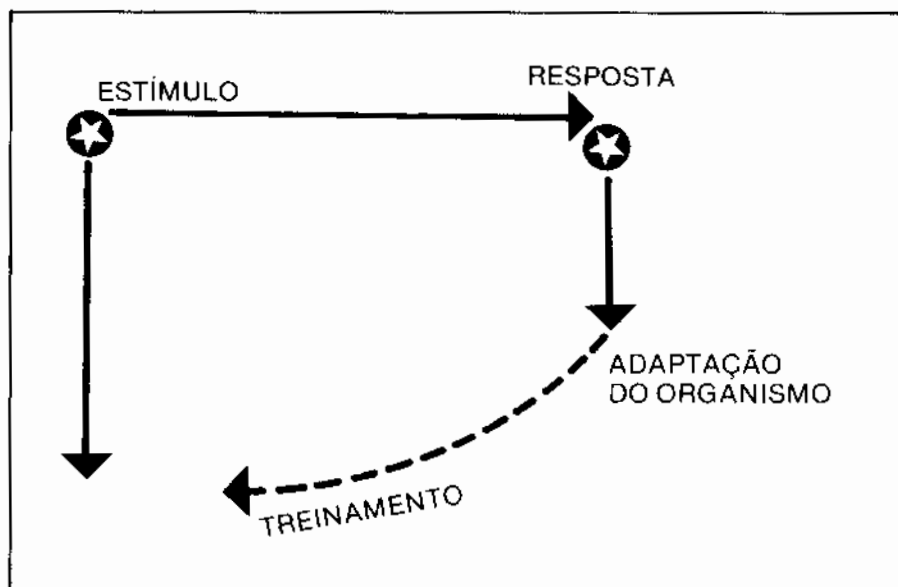 ESTÍMULO
RESPOSTA
ADAPTAÇÃO
DO ORGANISMO
TREINAMENTO